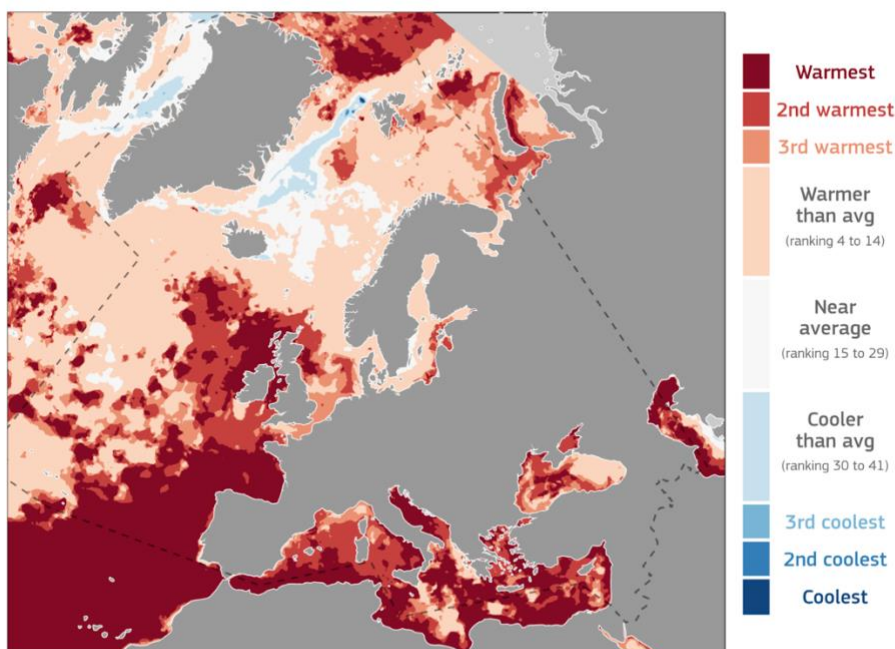 Warmest
2nd warmest
3rd warmest
Warmer
than avg
(ranking 4 to 14)
Near
average
(ranking 15 to 29)
Cooler
than avg
(ranking 30 to 41)
3rd coolest
2nd coolest
Coolest